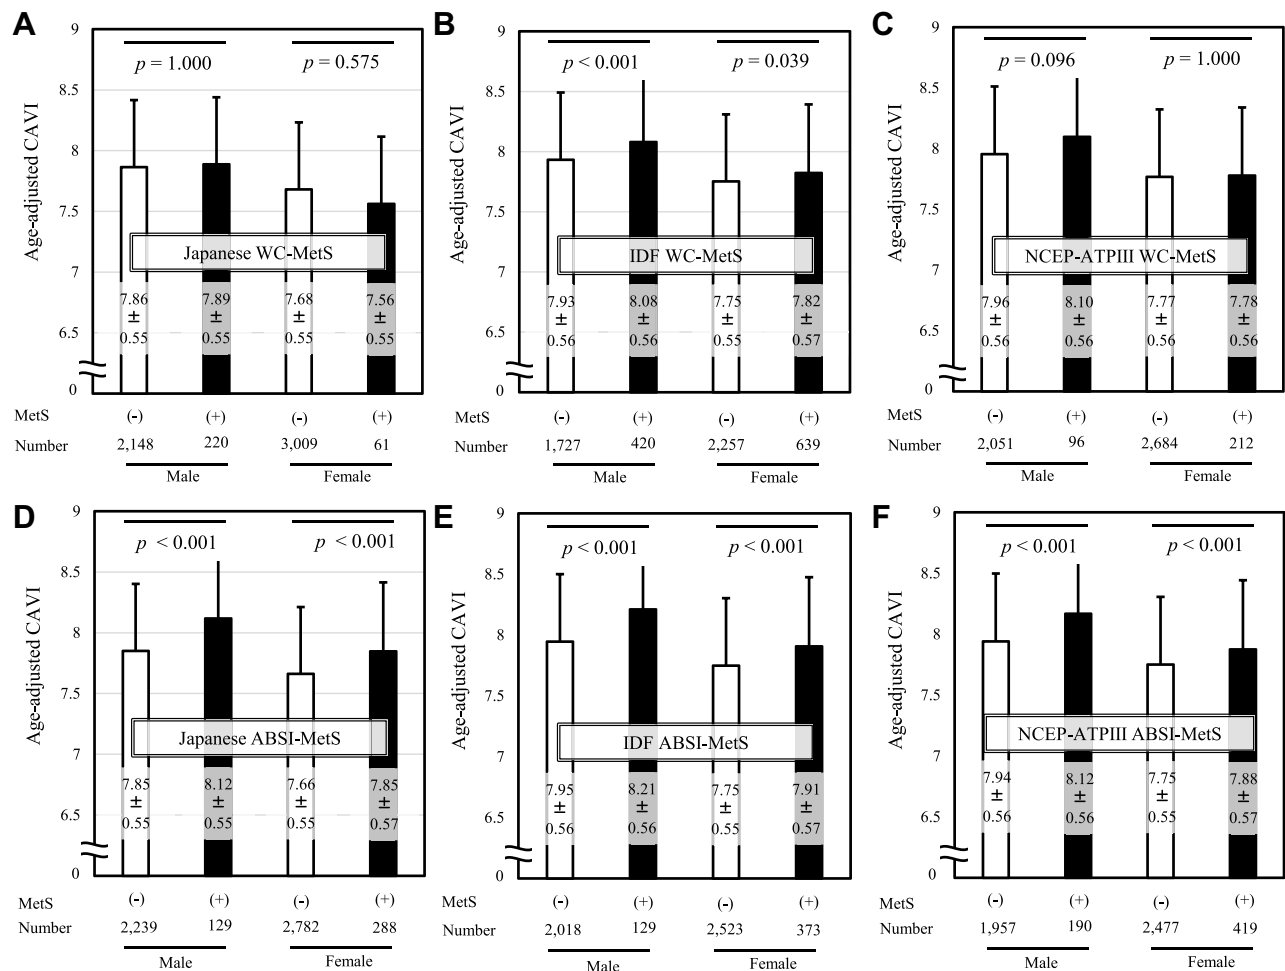 A
Age-adjusted CAVI
9
8.5
8
7.5
7
6.5
0
p = 1.000 p = 0.575
Japanese WC-MetS
7.86 7.89 7.68 7.56
± ± ± ±
0.55 0.55 0.55 0.55
MetS (-) (+) (-) (+)
Number 2,148 220 3,009 61
Male Female
B
Age-adjusted CAVI
9
8.5
8
7.5
7
6.5
0
p < 0.001 p = 0.039
IDF WC-MetS
7.93 8.08 7.75 7.82
± ± ± ±
0.56 0.56 0.55 0.57
MetS (-) (+) (-) (+)
Number 1,727 420 2,257 639
Male Female
C
Age-adjusted CAVI
9
8.5
8
7.5
7
6.5
0
p = 0.096 p = 1.000
NCEP-ATPIII WC-MetS
7.96 8.10 7.77 7.78
± ± ± ±
0.56 0.56 0.56 0.56
MetS (-) (+) (-) (+)
Number 2,051 96 2,684 212
Male Female
D
Age-adjusted CAVI
9
8.5
8
7.5
7
6.5
0
p < 0.001 p < 0.001
Japanese ABSI-MetS
7.85 8.12 7.66 7.85
± ± ± ±
0.55 0.55 0.55 0.57
MetS (-) (+) (-) (+)
Number 2,239 129 2,782 288
Male Female
E
Age-adjusted CAVI
9
8.5
8
7.5
7
6.5
0
p < 0.001 p < 0.001
IDF ABSI-MetS
7.95 8.21 7.75 7.91
± ± ± ±
0.56 0.56 0.55 0.57
MetS (-) (+) (-) (+)
Number 2,018 129 2,523 373
Male Female
F
Age-adjusted CAVI
9
8.5
8
7.5
7
6.5
0
p < 0.001 p < 0.001
NCEP-ATPIII ABSI-MetS
7.94 8.12 7.75 7.88
± ± ± ±
0.56 0.56 0.55 0.57
MetS (-) (+) (-) (+)
Number 1,957 190 2,477 419
Male Female